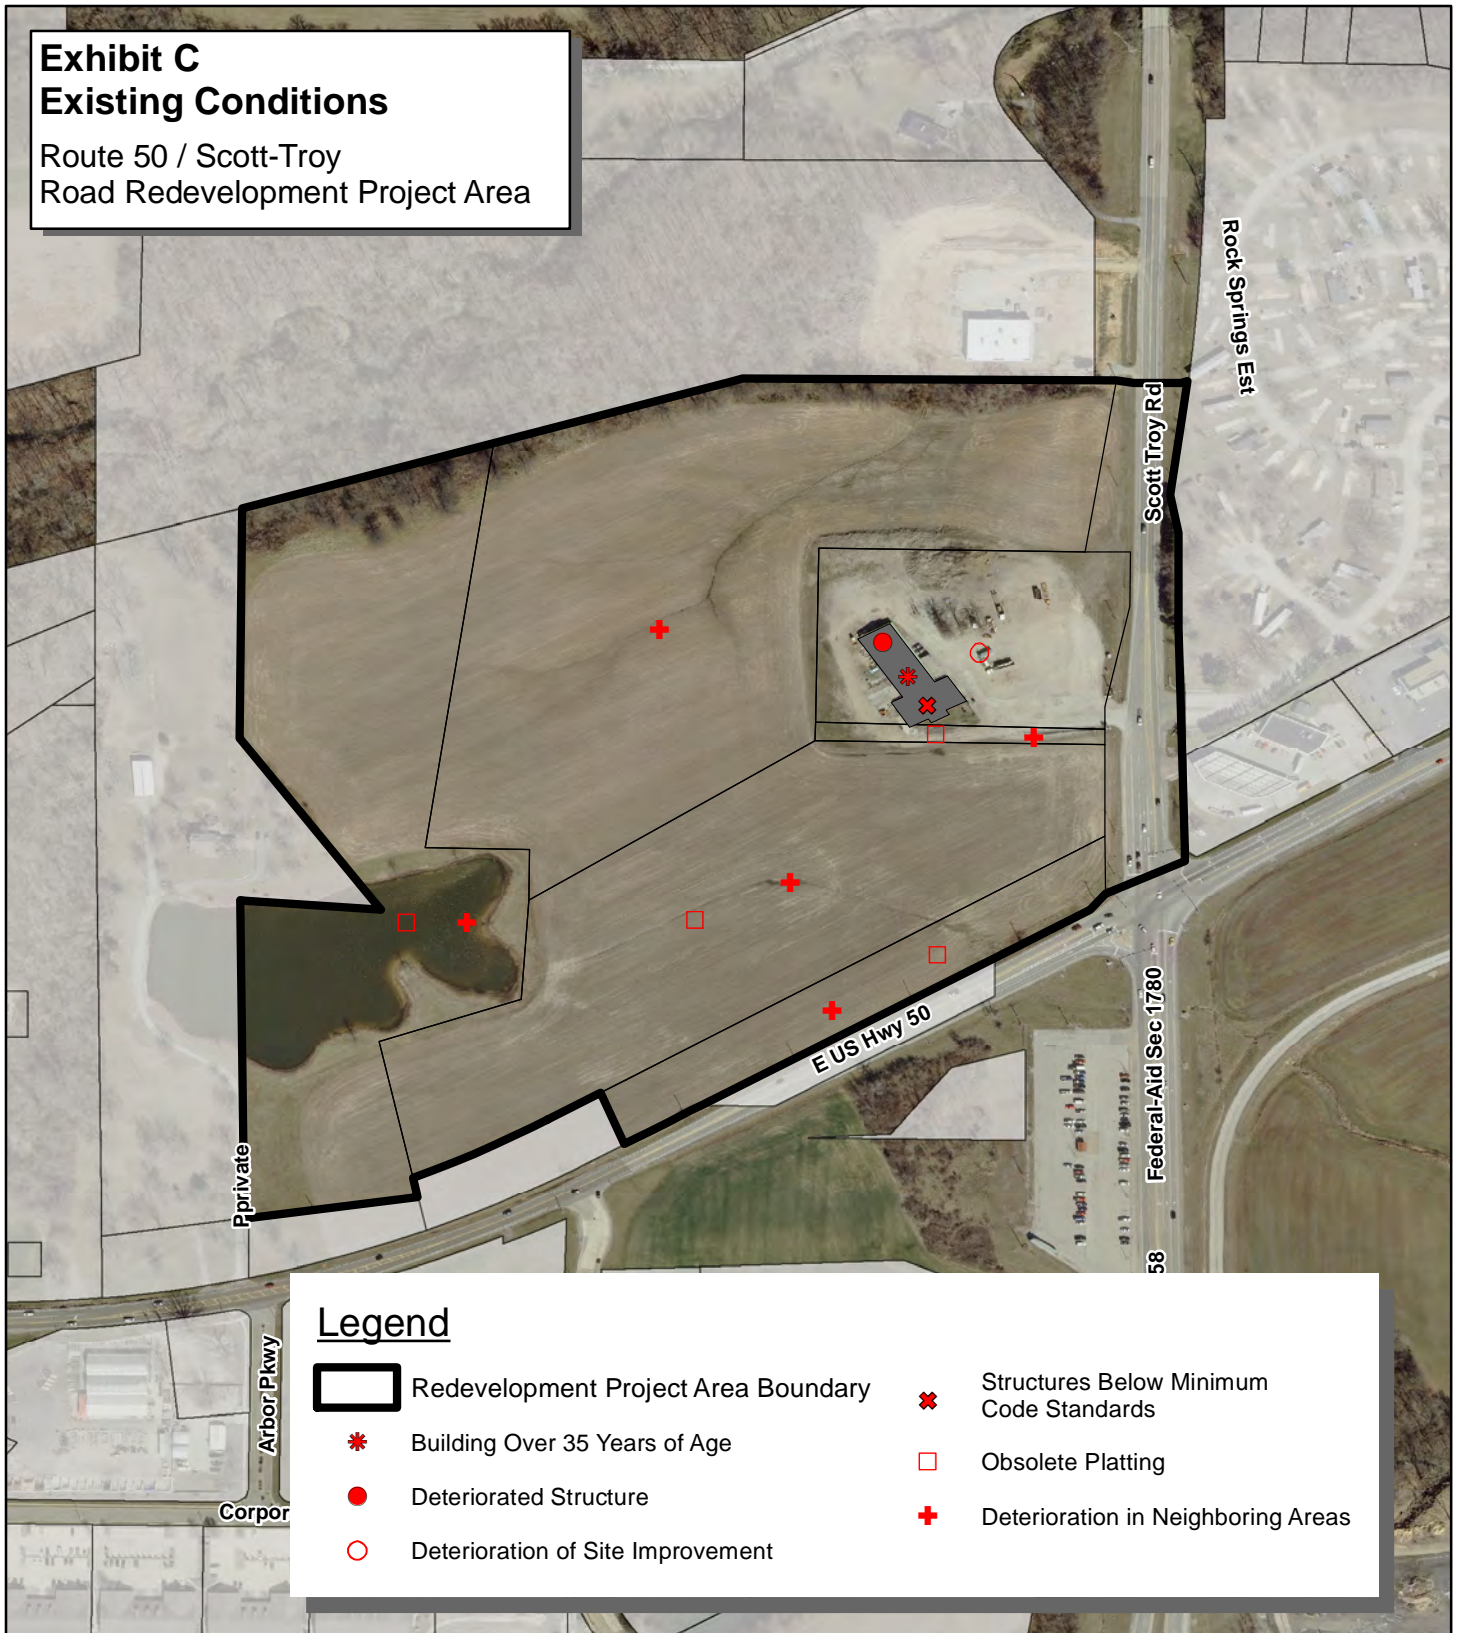 Exhibit C
Existing Conditions
Route 50 / Scott-Troy
Road Redevelopment Project Area
Rock Springs Est
Scott Troy Rd
E US Hwy 50
Federal-Aid Sec 1780
58
Pprivate
Arbor Pkwy
Corpor
Legend
Redevelopment Project Area Boundary
Building Over 35 Years of Age
Deteriorated Structure
Deterioration of Site Improvement
Structures Below Minimum
Code Standards
Obsolete Platting
Deterioration in Neighboring Areas